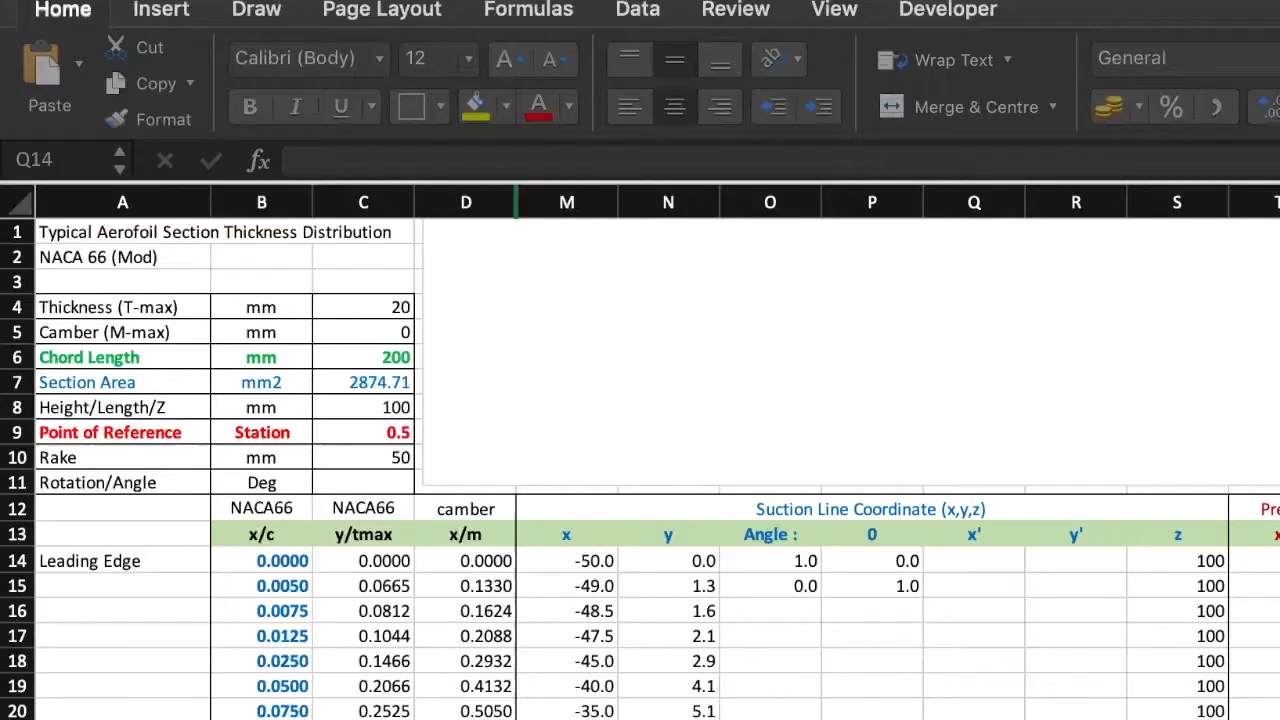 Home Insert Draw Page Layout Formulas Data Review View Developer
Paste Cut Copy Format
Calibri (Body) 12 A A
B I U A
Wrap Text
Merge & Centre
General
%
Q14 fx
A B C D M N O P Q R S
1 Typical Aerofoil Section Thickness Distribution
2 NACA 66 (Mod)
3
4 Thickness (T-max) mm 20
5 Camber (M-max) mm 0
6 Chord Length mm 200
7 Section Area mm2 2874.71
8 Height/Length/Z mm 100
9 Point of Reference Station 0.5
10 Rake mm 50
11 Rotation/Angle Deg
12 NACA66 NACA66 camber Suction Line Coordinate (x,y,z) Pre
13 x/c y/tmax x/m x y Angle : 0 x' y' z
14 Leading Edge 0.0000 0.0000 0.0000 -50.0 0.0 1.0 0.0 100
15 0.0050 0.0665 0.1330 -49.0 1.3 0.0 1.0 100
16 0.0075 0.0812 0.1624 -48.5 1.6 100
17 0.0125 0.1044 0.2088 -47.5 2.1 100
18 0.0250 0.1466 0.2932 -45.0 2.9 100
19 0.0500 0.2066 0.4132 -40.0 4.1 100
20 0.0750 0.2525 0.5050 -35.0 5.1 100